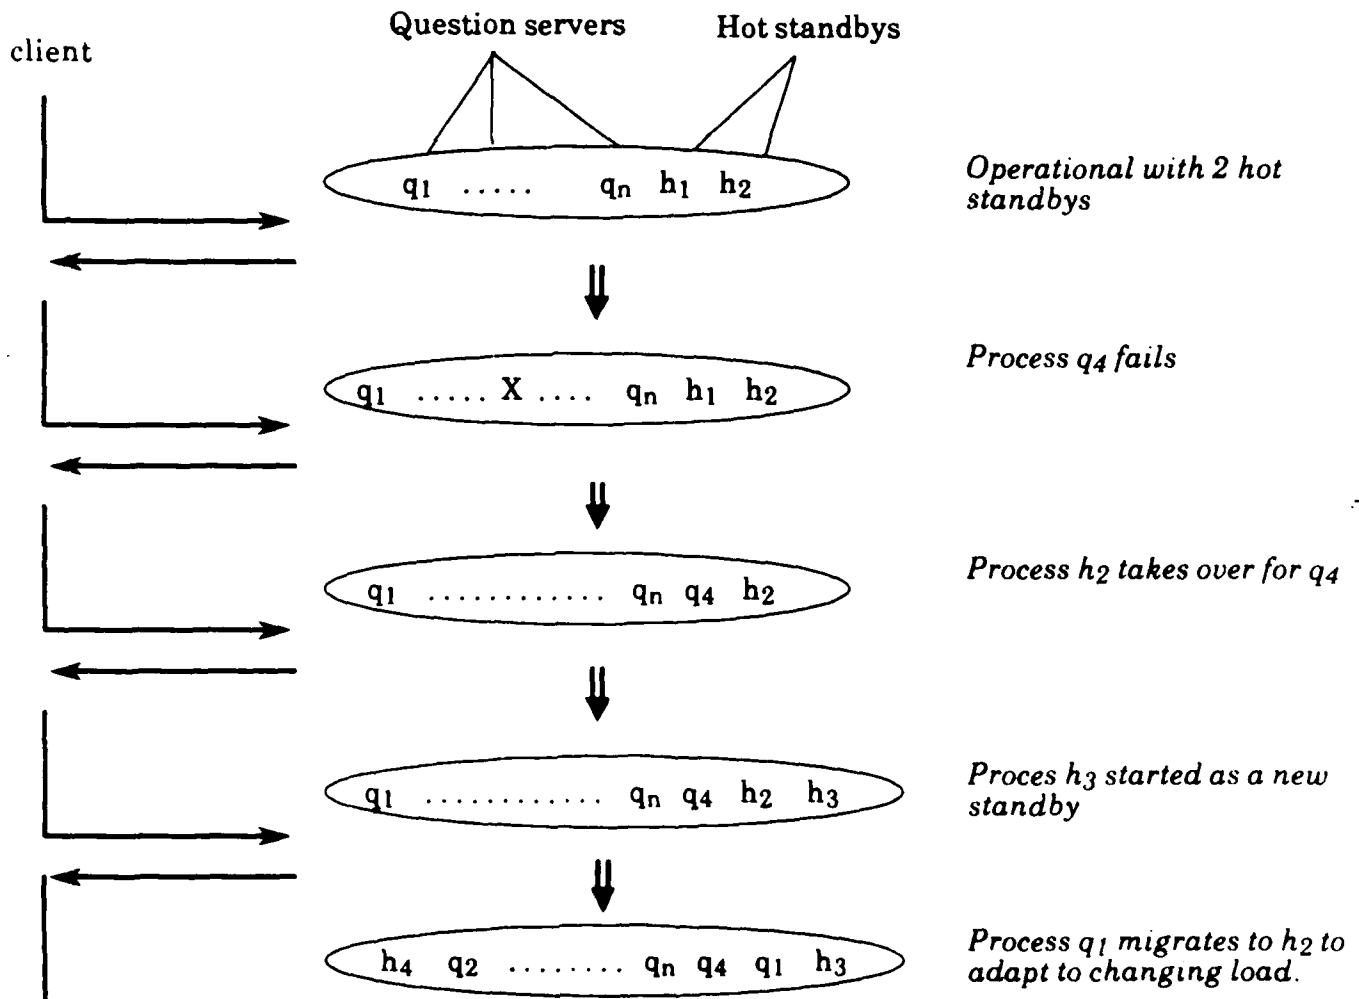 Question servers Hot standbys
client
q1 ..... qn h1 h2
Operational with 2 hot
standbys
q1 ..... X .... qn h1 h2
Process q4 fails
q1 ............ qn q4 h2
Process h2 takes over for q4
q1 ............ qn q4 h2 h3
Proces h3 started as a new
standby
h4 q2 ........ qn q4 q1 h3
Process q1 migrates to h2 to
adapt to changing load.